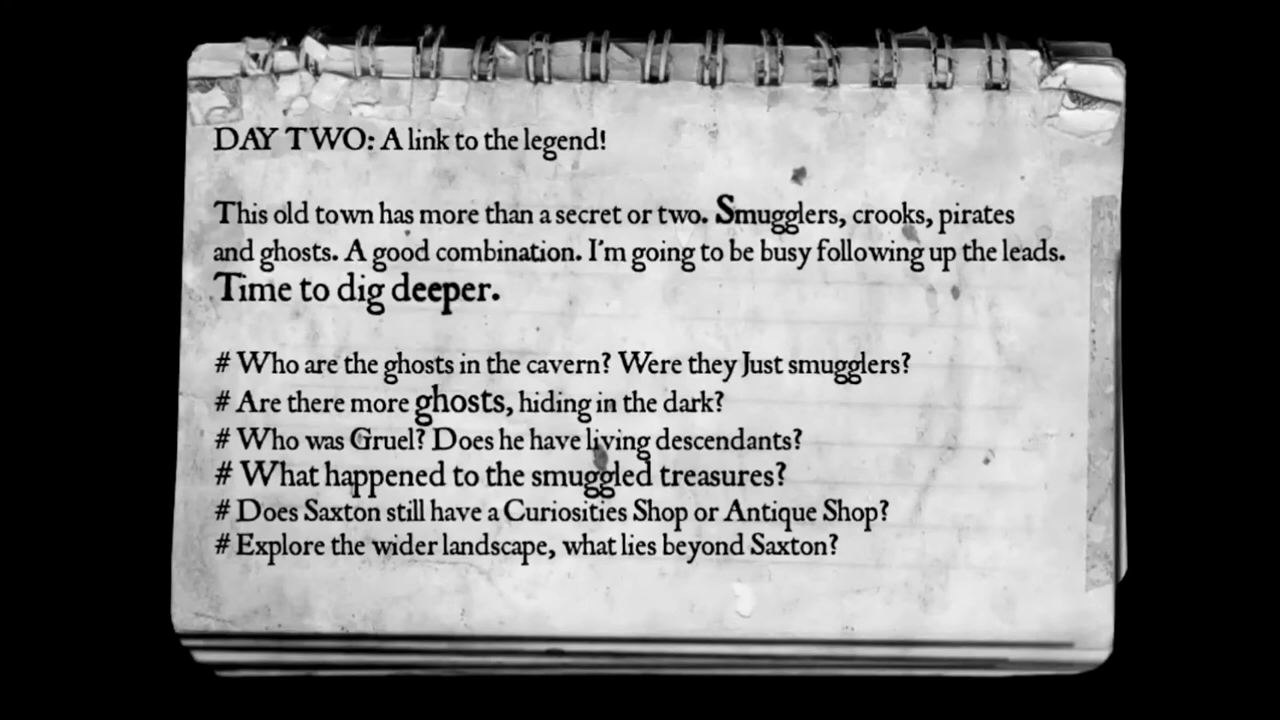 DAY TWO: A link to the legend!
This old town has more than a secret or two. Smugglers, crooks, pirates
and ghosts. A good combination. I'm going to be busy following up the leads.
Time to dig deeper.
# Who are the ghosts in the cavern? Were they Just smugglers?
# Are there more ghosts, hiding in the dark?
# Who was Gruel? Does he have living descendants?
# What happened to the smuggled treasures?
# Does Saxton still have a Curiosities Shop or Antique Shop?
# Explore the wider landscape, what lies beyond Saxton?